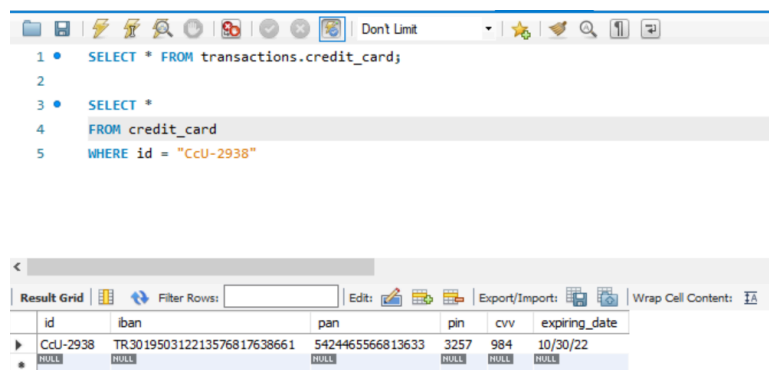 Don't Limit
1 SELECT * FROM transactions.credit_card;
2
3 SELECT *
4 FROM credit_card
5 WHERE id = "CcU-2938"
Result Grid Filter Rows: Edit: Export/Import: Wrap Cell Content: IA
id iban pan pin cvv expiring_date
CcU-2938 TR301950312213576817638661 5424465566813633 3257 984 10/30/22
NULL NULL NULL NULL NULL NULL